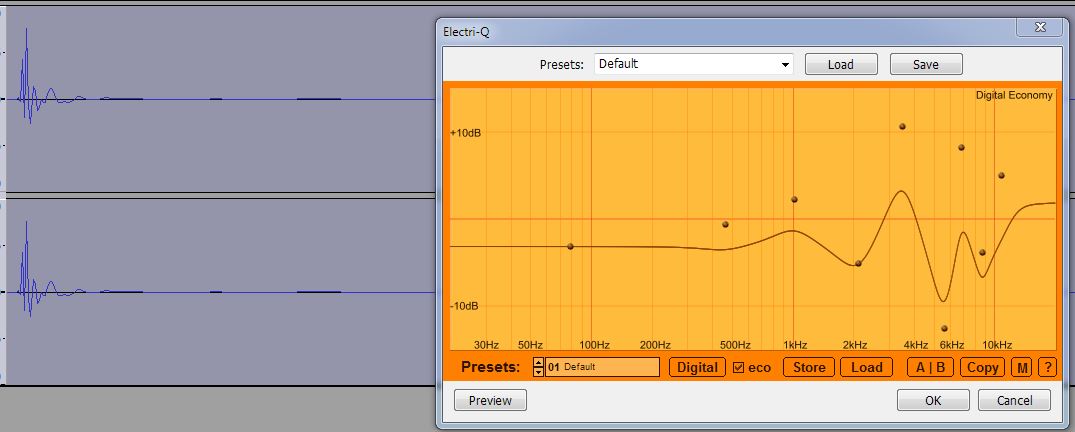 Electri-Q
Presets: Default Load Save
Digital Economy
+10dB
-10dB
30Hz 50Hz 100Hz 200Hz 500Hz 1kHz 2kHz 4kHz 6kHz 10kHz
Presets: 01 Default Digital eco Store Load A | B Copy M ?
Preview OK Cancel